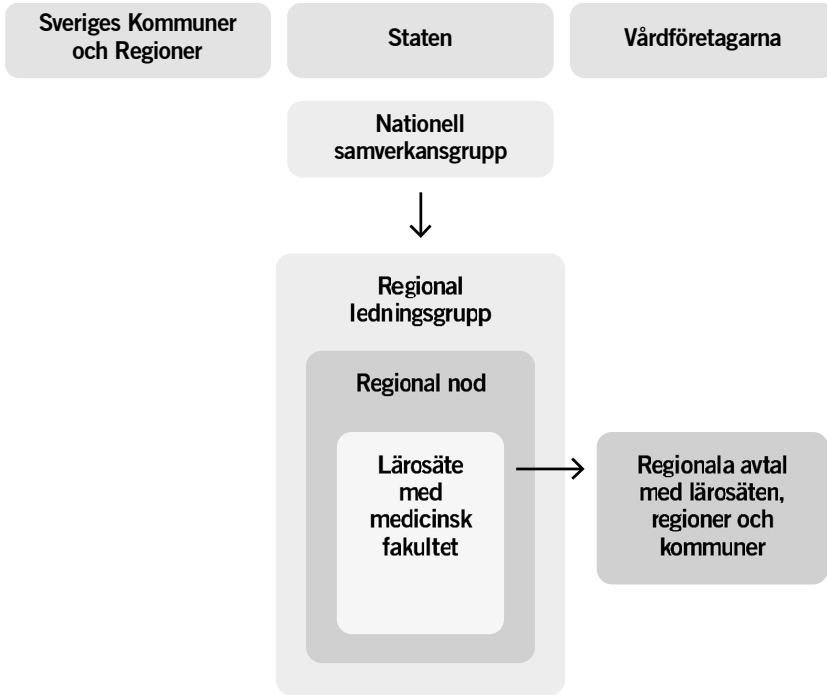 Sveriges Kommuner
och Regioner
Staten
Vårdföretagarna
Nationell
samverkansgrupp
Regional
ledningsgrupp
Regional nod
Lärosäte
med
medicinsk
fakultet
Regionala avtal
med lärosäten,
regioner och
kommuner